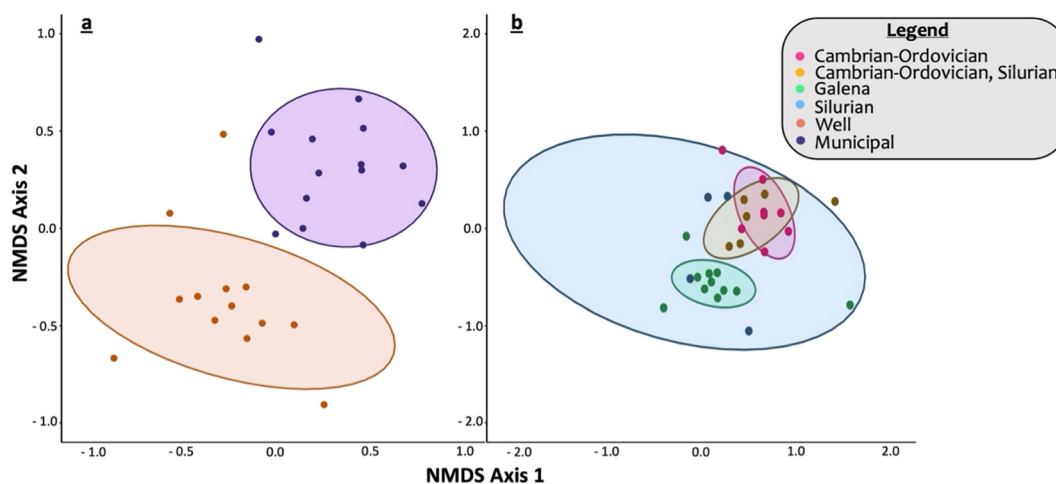 a
b
Legend
Cambrian-Ordovician
Cambrian-Ordovician, Silurian
Galena
Silurian
Well
Municipal
NMDS Axis 2
1.0
0.5
0.0
- 0.5
- 1.0
2.0
1.0
0.0
- 1.0
- 2.0
- 1.0
- 0.5
0.0
0.5
1.0
- 2.0
- 1.0
0.0
1.0
2.0
NMDS Axis 1